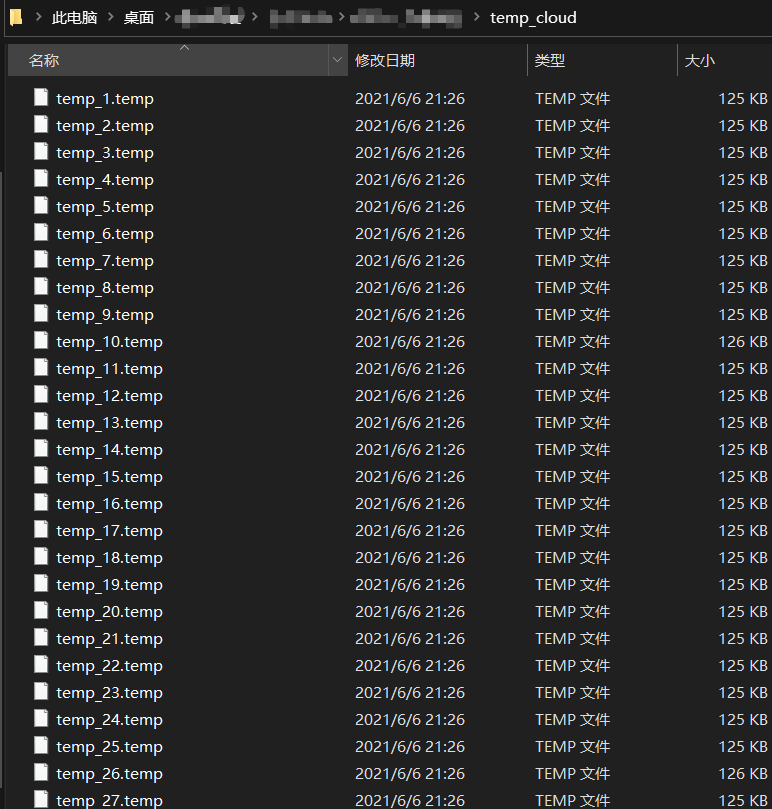 此电脑 桌面 temp_cloud
名称 修改日期 类型 大小
temp_1.temp 2021/6/6 21:26 TEMP 文件 125 KB
temp_2.temp 2021/6/6 21:26 TEMP 文件 125 KB
temp_3.temp 2021/6/6 21:26 TEMP 文件 125 KB
temp_4.temp 2021/6/6 21:26 TEMP 文件 125 KB
temp_5.temp 2021/6/6 21:26 TEMP 文件 125 KB
temp_6.temp 2021/6/6 21:26 TEMP 文件 125 KB
temp_7.temp 2021/6/6 21:26 TEMP 文件 125 KB
temp_8.temp 2021/6/6 21:26 TEMP 文件 125 KB
temp_9.temp 2021/6/6 21:26 TEMP 文件 125 KB
temp_10.temp 2021/6/6 21:26 TEMP 文件 126 KB
temp_11.temp 2021/6/6 21:26 TEMP 文件 125 KB
temp_12.temp 2021/6/6 21:26 TEMP 文件 125 KB
temp_13.temp 2021/6/6 21:26 TEMP 文件 125 KB
temp_14.temp 2021/6/6 21:26 TEMP 文件 125 KB
temp_15.temp 2021/6/6 21:26 TEMP 文件 125 KB
temp_16.temp 2021/6/6 21:26 TEMP 文件 125 KB
temp_17.temp 2021/6/6 21:26 TEMP 文件 125 KB
temp_18.temp 2021/6/6 21:26 TEMP 文件 125 KB
temp_19.temp 2021/6/6 21:26 TEMP 文件 125 KB
temp_20.temp 2021/6/6 21:26 TEMP 文件 125 KB
temp_21.temp 2021/6/6 21:26 TEMP 文件 125 KB
temp_22.temp 2021/6/6 21:26 TEMP 文件 125 KB
temp_23.temp 2021/6/6 21:26 TEMP 文件 125 KB
temp_24.temp 2021/6/6 21:26 TEMP 文件 125 KB
temp_25.temp 2021/6/6 21:26 TEMP 文件 125 KB
temp_26.temp 2021/6/6 21:26 TEMP 文件 126 KB
temp_27.temp 2021/6/6 21:26 TEMP 文件 125 KB